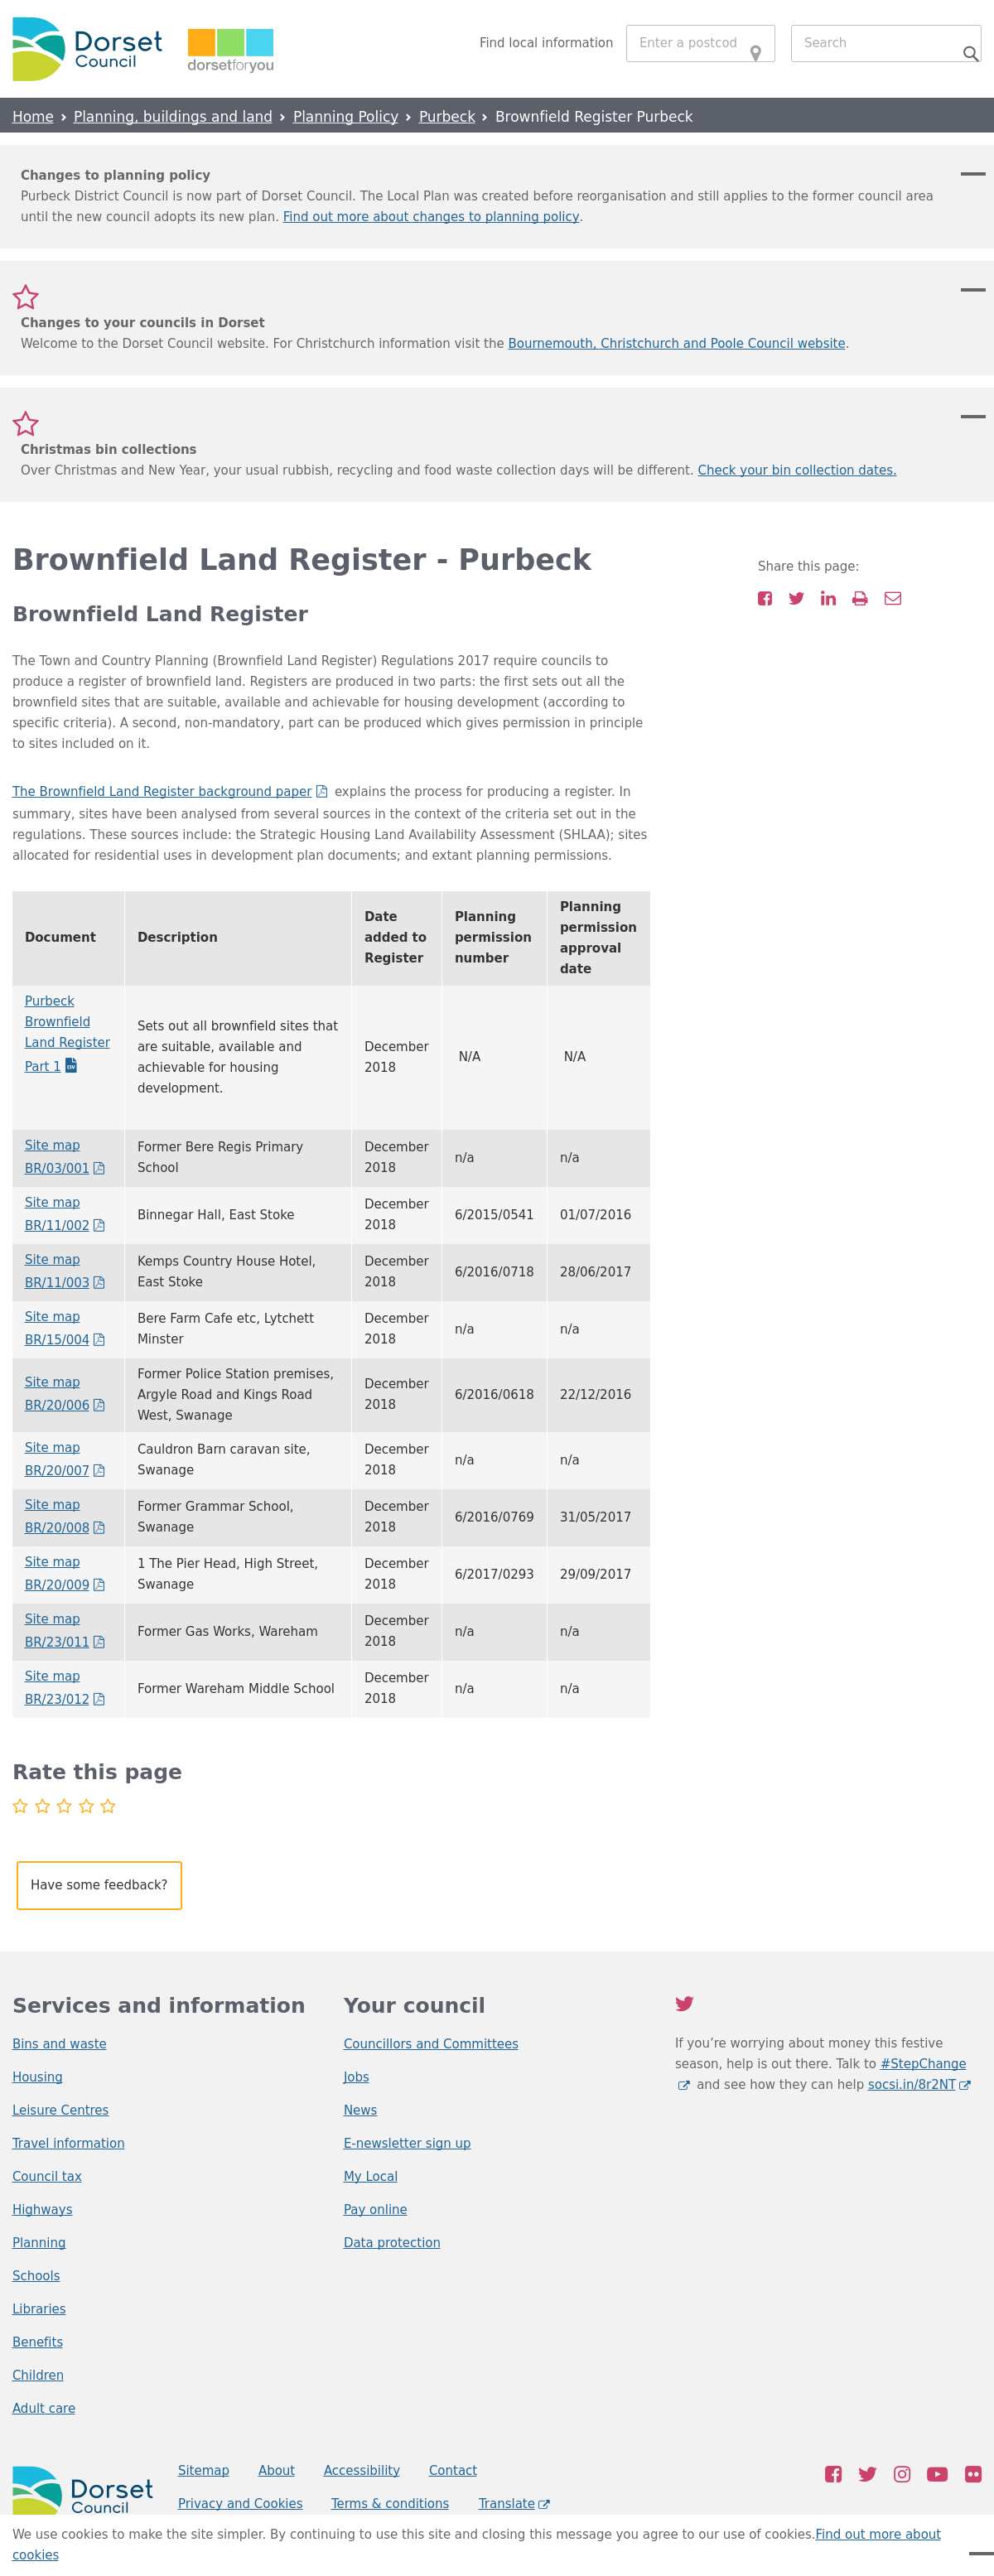 Dorset
Council
dorsetforyou
Find local information
Enter a postcod
Search
Home › Planning, buildings and land › Planning Policy › Purbeck › Brownfield Register Purbeck
Changes to planning policy
Purbeck District Council is now part of Dorset Council. The Local Plan was created before reorganisation and still applies to the former council area
until the new council adopts its new plan. Find out more about changes to planning policy.
Changes to your councils in Dorset
Welcome to the Dorset Council website. For Christchurch information visit the Bournemouth, Christchurch and Poole Council website.
Christmas bin collections
Over Christmas and New Year, your usual rubbish, recycling and food waste collection days will be different. Check your bin collection dates.
Brownfield Land Register - Purbeck
Share this page:
Brownfield Land Register
The Town and Country Planning (Brownfield Land Register) Regulations 2017 require councils to
produce a register of brownfield land. Registers are produced in two parts: the first sets out all the
brownfield sites that are suitable, available and achievable for housing development (according to
specific criteria). A second, non-mandatory, part can be produced which gives permission in principle
to sites included on it.
The Brownfield Land Register background paper explains the process for producing a register. In
summary, sites have been analysed from several sources in the context of the criteria set out in the
regulations. These sources include: the Strategic Housing Land Availability Assessment (SHLAA); sites
allocated for residential uses in development plan documents; and extant planning permissions.
Document
Description
Date
added to
Register
Planning
permission
number
Planning
permission
approval
date
Purbeck
Brownfield
Land Register
Part 1
Sets out all brownfield sites that
are suitable, available and
achievable for housing
development.
December
2018
N/A
N/A
Site map
BR/03/001
Former Bere Regis Primary
School
December
2018
n/a
n/a
Site map
BR/11/002
Binnegar Hall, East Stoke
December
2018
6/2015/0541
01/07/2016
Site map
BR/11/003
Kemps Country House Hotel,
East Stoke
December
2018
6/2016/0718
28/06/2017
Site map
BR/15/004
Bere Farm Cafe etc, Lytchett
Minster
December
2018
n/a
n/a
Site map
BR/20/006
Former Police Station premises,
Argyle Road and Kings Road
West, Swanage
December
2018
6/2016/0618
22/12/2016
Site map
BR/20/007
Cauldron Barn caravan site,
Swanage
December
2018
n/a
n/a
Site map
BR/20/008
Former Grammar School,
Swanage
December
2018
6/2016/0769
31/05/2017
Site map
BR/20/009
1 The Pier Head, High Street,
Swanage
December
2018
6/2017/0293
29/09/2017
Site map
BR/23/011
Former Gas Works, Wareham
December
2018
n/a
n/a
Site map
BR/23/012
Former Wareham Middle School
December
2018
n/a
n/a
Rate this page
Have some feedback?
Services and information
Bins and waste
Housing
Leisure Centres
Travel information
Council tax
Highways
Planning
Schools
Libraries
Benefits
Children
Adult care
Your council
Councillors and Committees
Jobs
News
E-newsletter sign up
My Local
Pay online
Data protection
If you’re worrying about money this festive
season, help is out there. Talk to #StepChange
and see how they can help socsi.in/8r2NT
Dorset
Council
Sitemap
About
Accessibility
Contact
Privacy and Cookies
Terms & conditions
Translate
We use cookies to make the site simpler. By continuing to use this site and closing this message you agree to our use of cookies.Find out more about
cookies